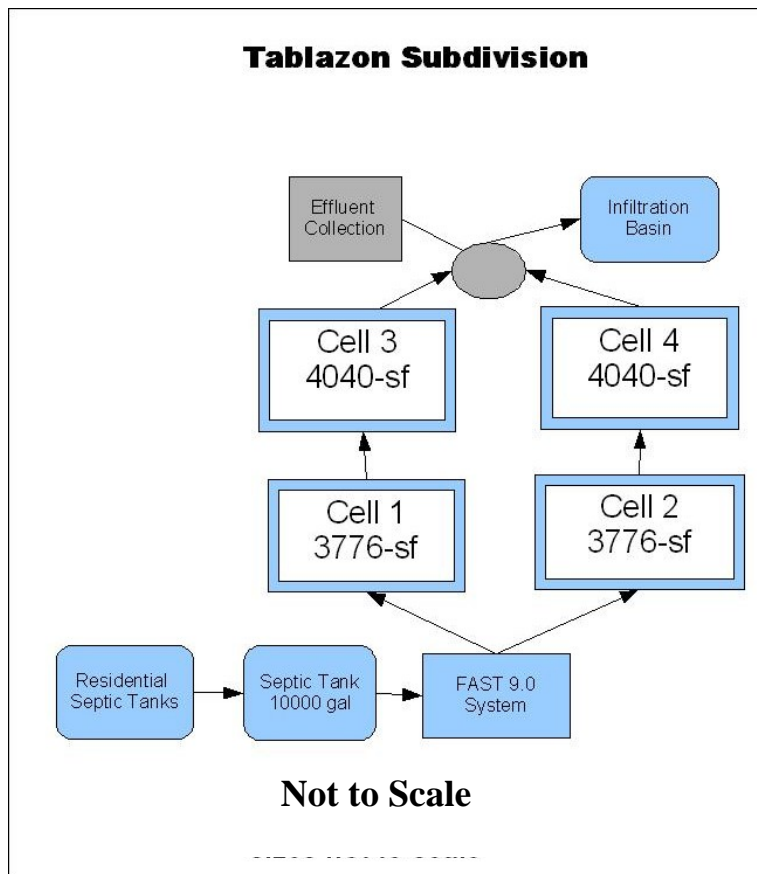 Tablazon Subdivision
Effluent
Collection
Infiltration
Basin
Cell 3
4040-sf
Cell 4
4040-sf
Cell 1
3776-sf
Cell 2
3776-sf
Residential
Septic Tanks
Septic Tank
10000 gal
FAST 9.0
System
Not to Scale